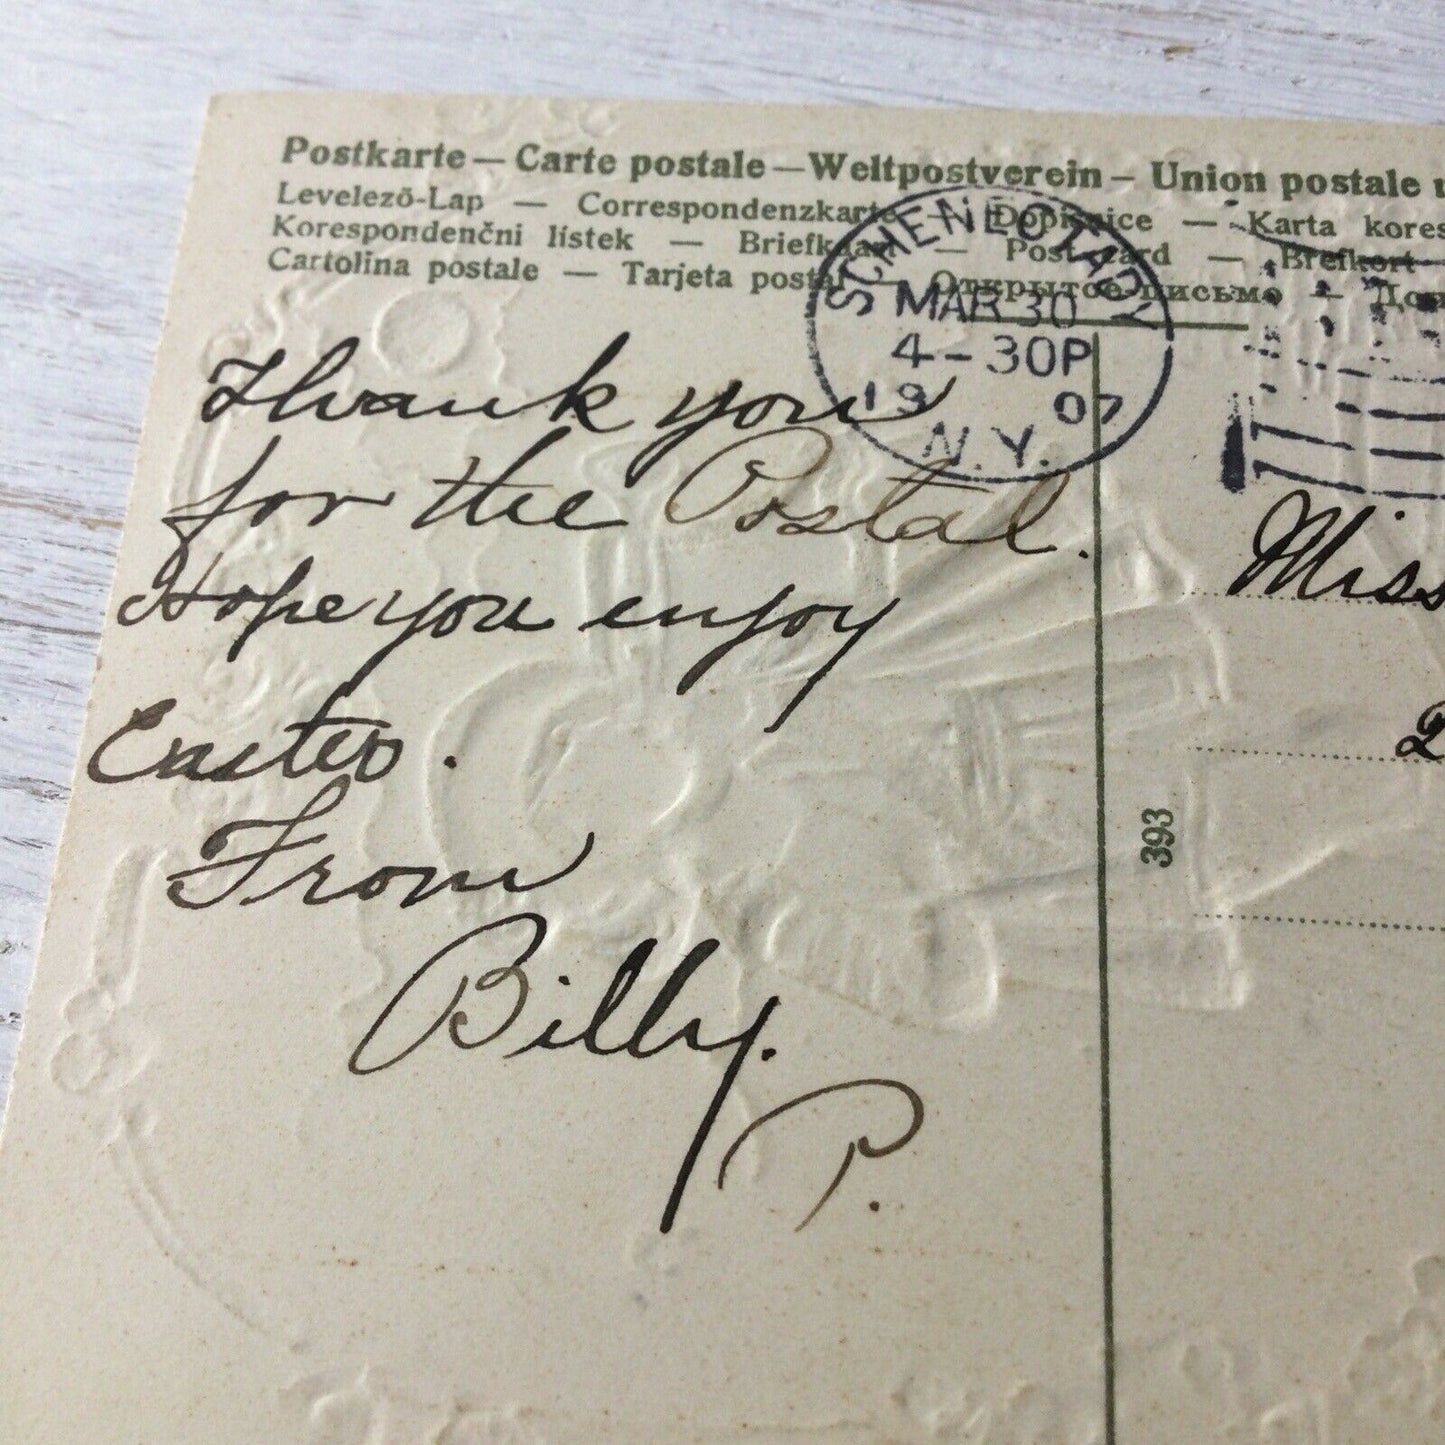 Postkarte — Carte postale — Weltpostverein — Union postale
Levelező-Lap — Correspondenzkarte — Dopisnice — Karta
Korespondenční lístek — Briefkaart — Post card — Brefkort
Cartolina postale — Tarjeta postal — Открытое письмо —
SCHENECTADY
MAR 30
4-30P
19 07
N.Y.
Thank you
for the Postal.
Hope you enjoy
Easter.
From
Billy.
P.
Miss
393